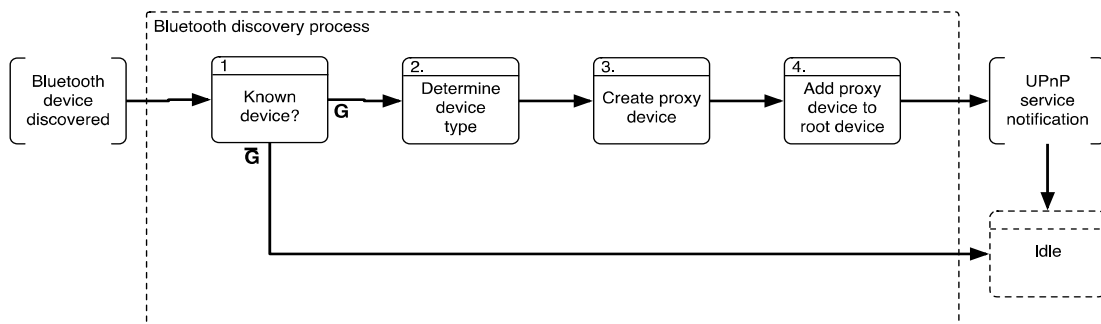 Bluetooth discovery process
Bluetooth
device
discovered
1
Known
device?
G
G̅
2.
Determine
device
type
3.
Create proxy
device
4.
Add proxy
device to
root device
UPnP
service
notification
Idle